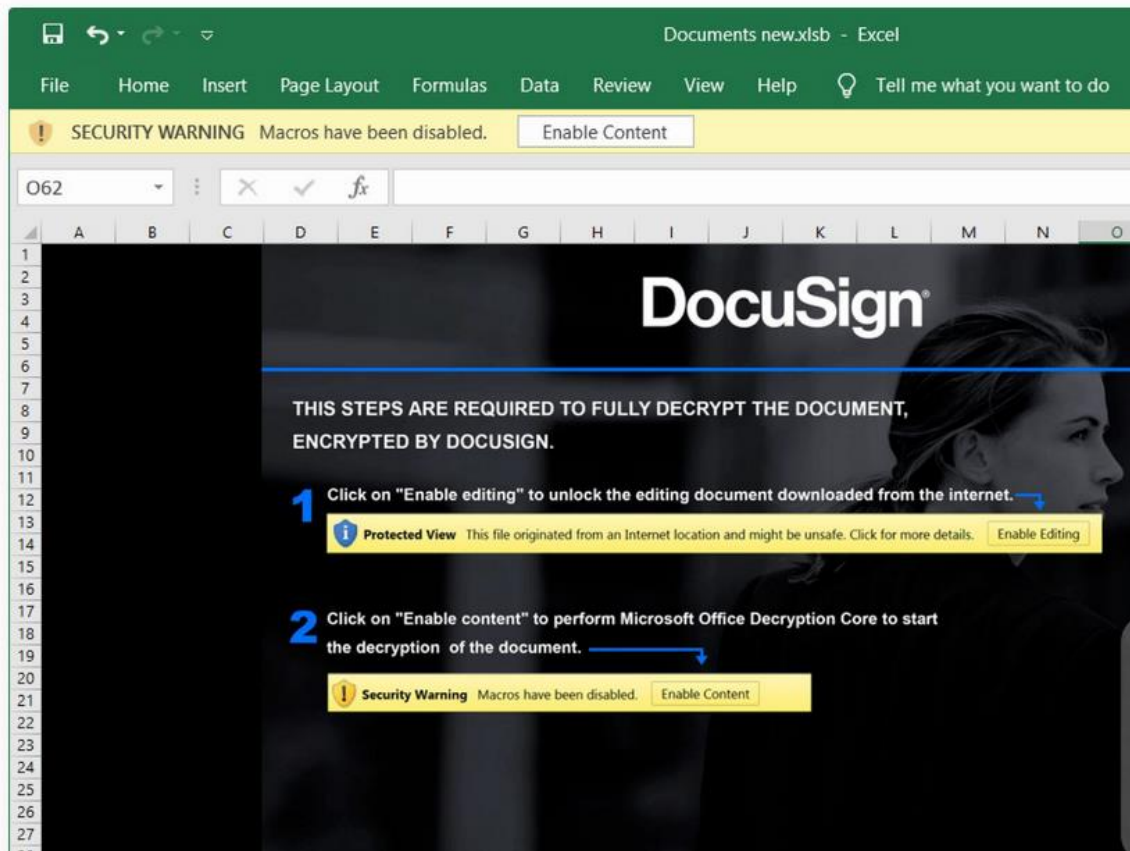 Documents new.xlsb - Excel
File Home Insert Page Layout Formulas Data Review View Help Tell me what you want to do
SECURITY WARNING Macros have been disabled. Enable Content
O62 fx
A B C D E F G H I J K L M N O
1
2
3
4
5
6
7
8
9
10
11
12
13
14
15
16
17
18
19
20
21
22
23
24
25
26
27
DocuSign®
THIS STEPS ARE REQUIRED TO FULLY DECRYPT THE DOCUMENT,
ENCRYPTED BY DOCUSIGN.
1 Click on "Enable editing" to unlock the editing document downloaded from the internet.
Protected View This file originated from an Internet location and might be unsafe. Click for more details. Enable Editing
2 Click on "Enable content" to perform Microsoft Office Decryption Core to start
the decryption of the document.
Security Warning Macros have been disabled. Enable Content